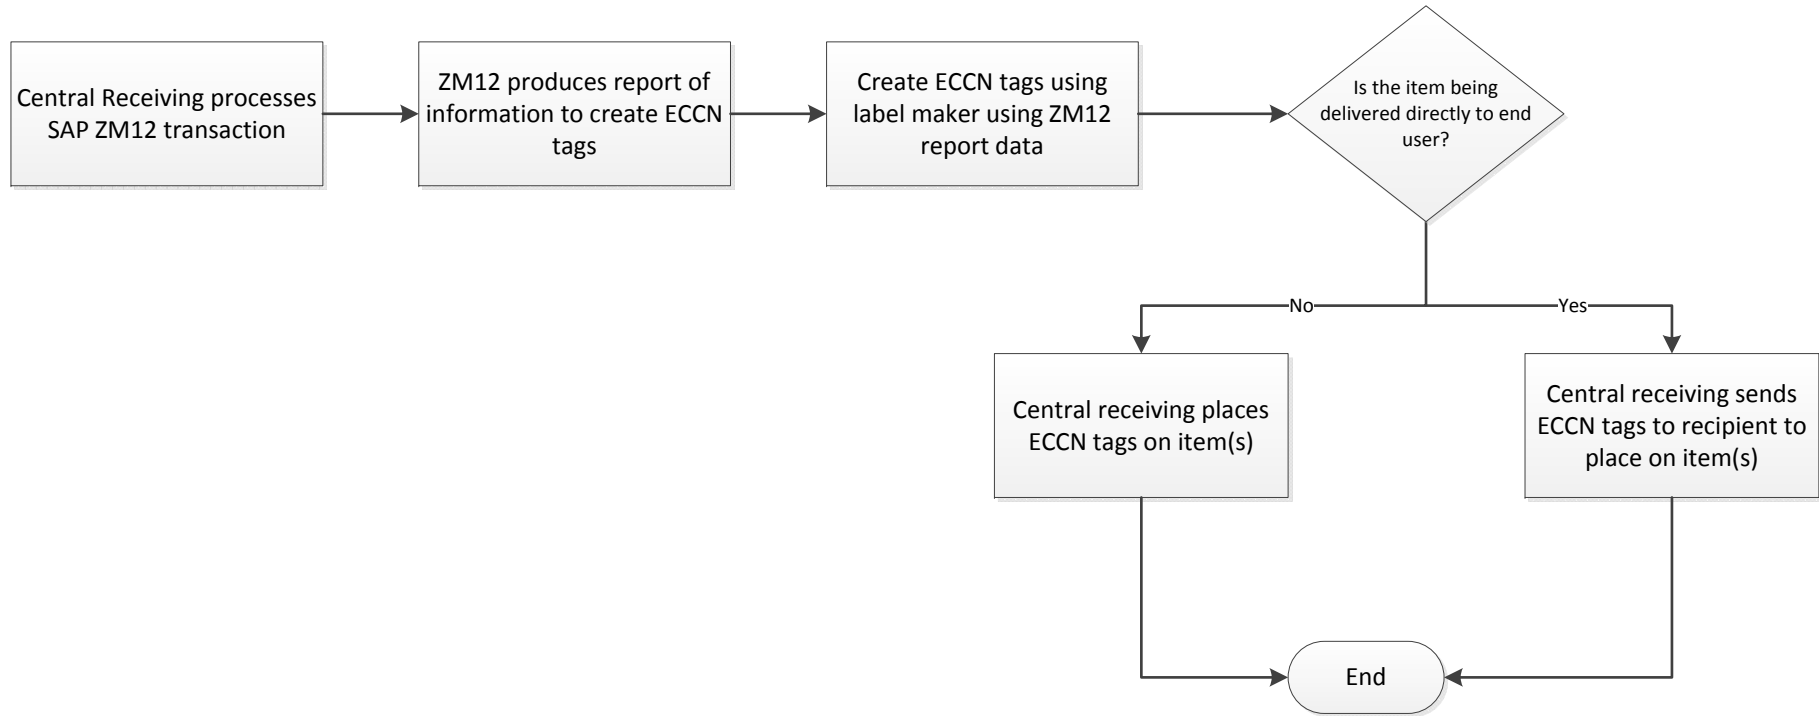 Central Receiving processes
SAP ZM12 transaction
ZM12 produces report of
information to create ECCN
tags
Create ECCN tags using
label maker using ZM12
report data
Is the item being
delivered directly to end
user?
No
Yes
Central receiving places
ECCN tags on item(s)
Central receiving sends
ECCN tags to recipient to
place on item(s)
End